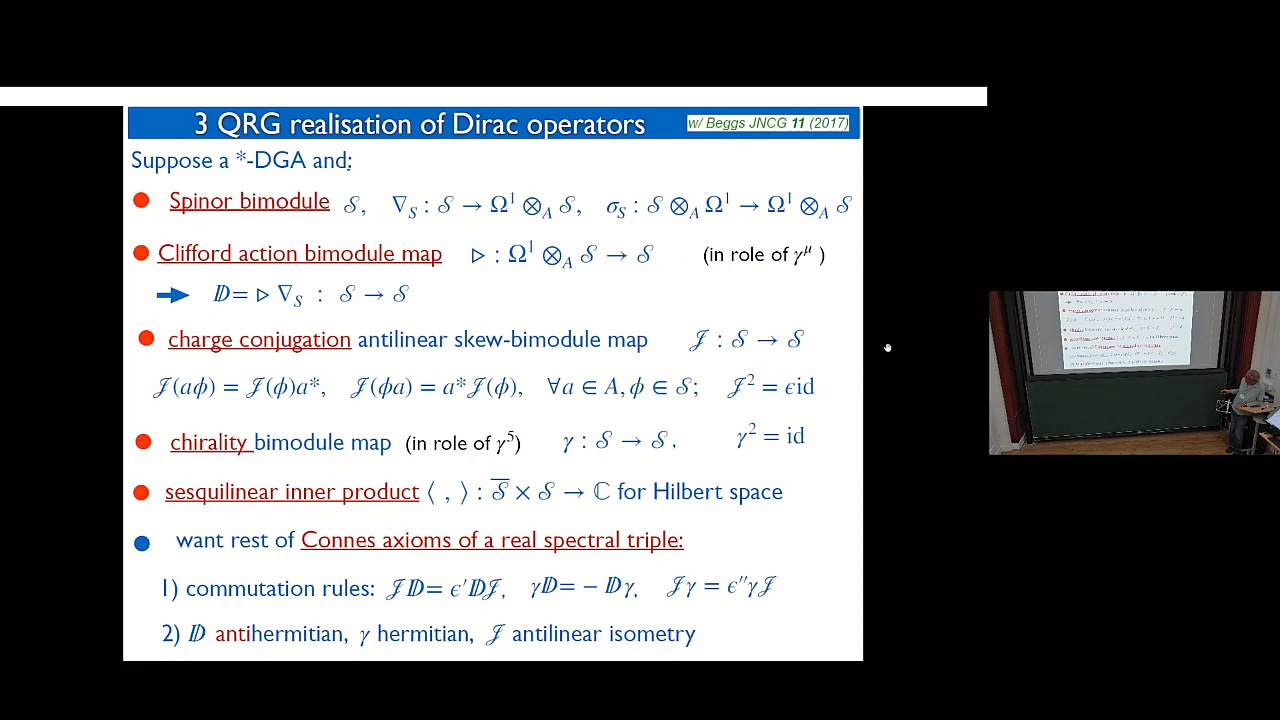 3 QRG realisation of Dirac operators
w/ Beggs JNCG 11 (2017)
Suppose a *-DGA and:
Spinor bimodule 𝒮, ∇_S : 𝒮 → Ω¹ ⊗_A 𝒮, σ_S : 𝒮 ⊗_A Ω¹ → Ω¹ ⊗_A 𝒮
Clifford action bimodule map ▹ : Ω¹ ⊗_A 𝒮 → 𝒮 (in role of γ^μ )
D̸ = ▹ ∇_S : 𝒮 → 𝒮
charge conjugation antilinear skew-bimodule map 𝒥 : 𝒮 → 𝒮
𝒥(aϕ) = 𝒥(ϕ)a*, 𝒥(ϕa) = a*𝒥(ϕ), ∀a ∈ A, ϕ ∈ 𝒮; 𝒥² = ϵid
chirality bimodule map (in role of γ⁵) γ : 𝒮 → 𝒮, γ² = id
sesquilinear inner product ⟨ , ⟩ : 𝒮̅ × 𝒮 → ℂ for Hilbert space
want rest of Connes axioms of a real spectral triple:
1) commutation rules: 𝒥D̸ = ϵ′D̸𝒥, γD̸ = − D̸γ, 𝒥γ = ϵ″γ𝒥
2) D̸ antihermitian, γ hermitian, 𝒥 antilinear isometry